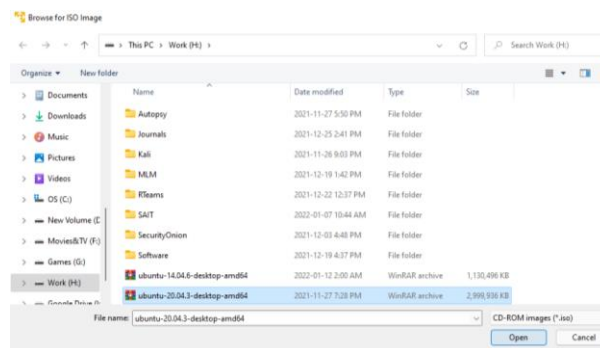 Browse for ISO Image
This PC > Work (H:) >
Search Work (H:)
Organize
New folder
Name Date modified Type Size
Documents
Downloads
Music
Pictures
Videos
OS (C:)
New Volume (D
Movies&TV (F:)
Games (G:)
Work (H:)
Google Drive
Autopsy 2021-11-27 5:50 PM File folder
Journals 2021-12-25 2:41 PM File folder
Kali 2021-11-26 9:03 PM File folder
MLM 2021-12-19 1:42 PM File folder
RTeams 2021-12-22 12:37 PM File folder
SAIT 2022-01-07 10:44 AM File folder
SecurityOnion 2021-12-03 4:48 PM File folder
Software 2021-12-19 4:37 PM File folder
ubuntu-14.04.6-desktop-amd64 2022-01-12 2:00 AM WinRAR archive 1,130,496 KB
ubuntu-20.04.3-desktop-amd64 2021-11-27 7:28 PM WinRAR archive 2,999,936 KB
File name: ubuntu-20.04.3-desktop-amd64
CD-ROM images (*.iso)
Open Cancel